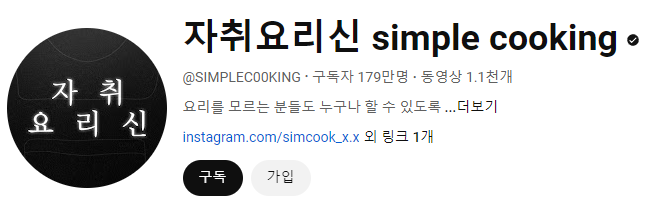 자취
요리신
자취요리신 simple cooking
@SIMPLEC00KING · 구독자 179만명 · 동영상 1.1천개
요리를 모르는 분들도 누구나 할 수 있도록 ...더보기
instagram.com/simcook_x.x 외 링크 1개
구독 가입